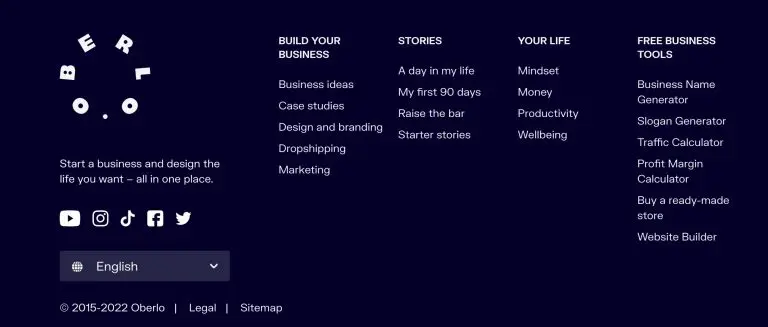 OBERLO.
Start a business and design the
life you want – all in one place.
English
© 2015-2022 Oberlo | Legal | Sitemap
BUILD YOUR
BUSINESS
Business ideas
Case studies
Design and branding
Dropshipping
Marketing
STORIES
A day in my life
My first 90 days
Raise the bar
Starter stories
YOUR LIFE
Mindset
Money
Productivity
Wellbeing
FREE BUSINESS
TOOLS
Business Name
Generator
Slogan Generator
Traffic Calculator
Profit Margin
Calculator
Buy a ready-made
store
Website Builder